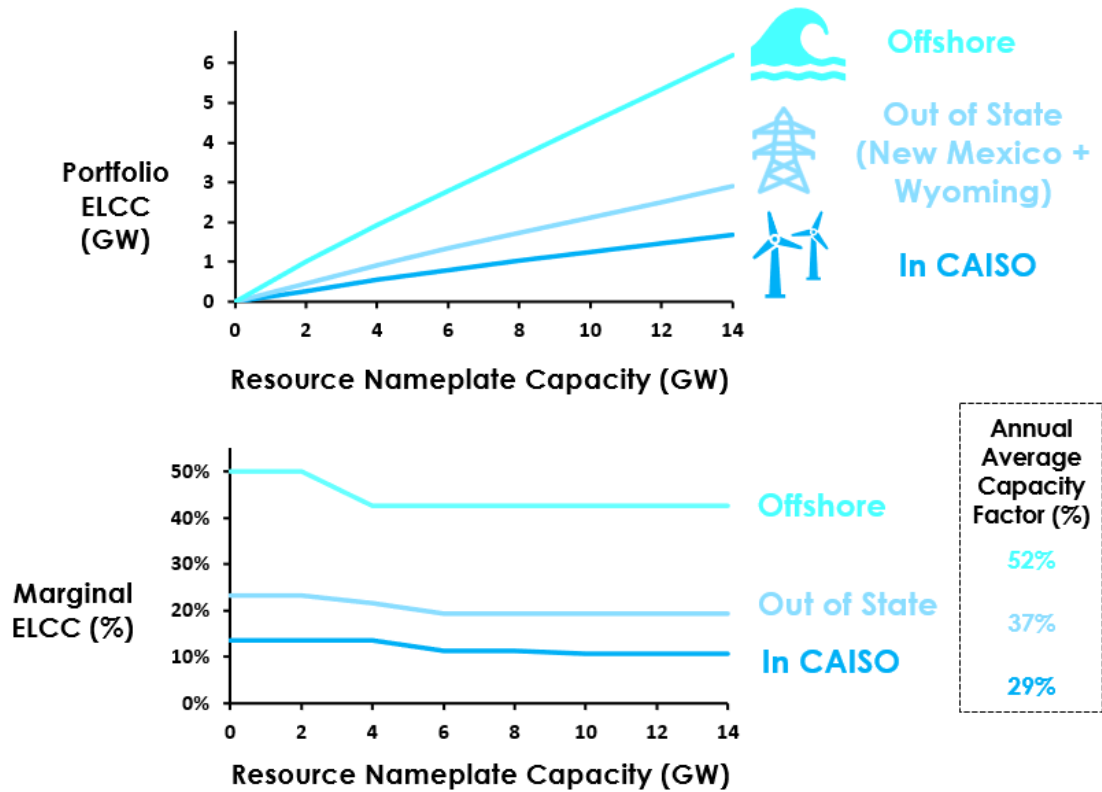 6
5
4
3
2
1
0
Portfolio
ELCC
(GW)
0 2 4 6 8 10 12 14
Resource Nameplate Capacity (GW)
Offshore
Out of State
(New Mexico +
Wyoming)
In CAISO
50%
40%
30%
20%
10%
0%
Marginal
ELCC (%)
0 2 4 6 8 10 12 14
Resource Nameplate Capacity (GW)
Offshore
Out of State
In CAISO
Annual
Average
Capacity
Factor (%)
52%
37%
29%